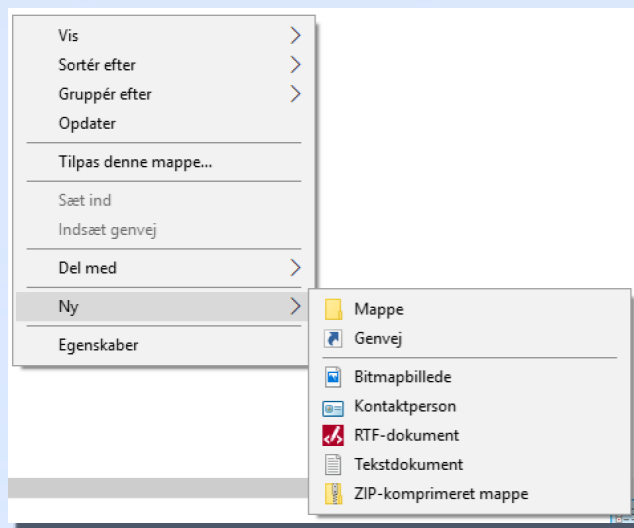 Vis
Sortér efter
Gruppér efter
Opdater
Tilpas denne mappe...
Sæt ind
Indsæt genvej
Del med
Ny
Egenskaber
Mappe
Genvej
Bitmapbillede
Kontaktperson
RTF-dokument
Tekstdokument
ZIP-komprimeret mappe